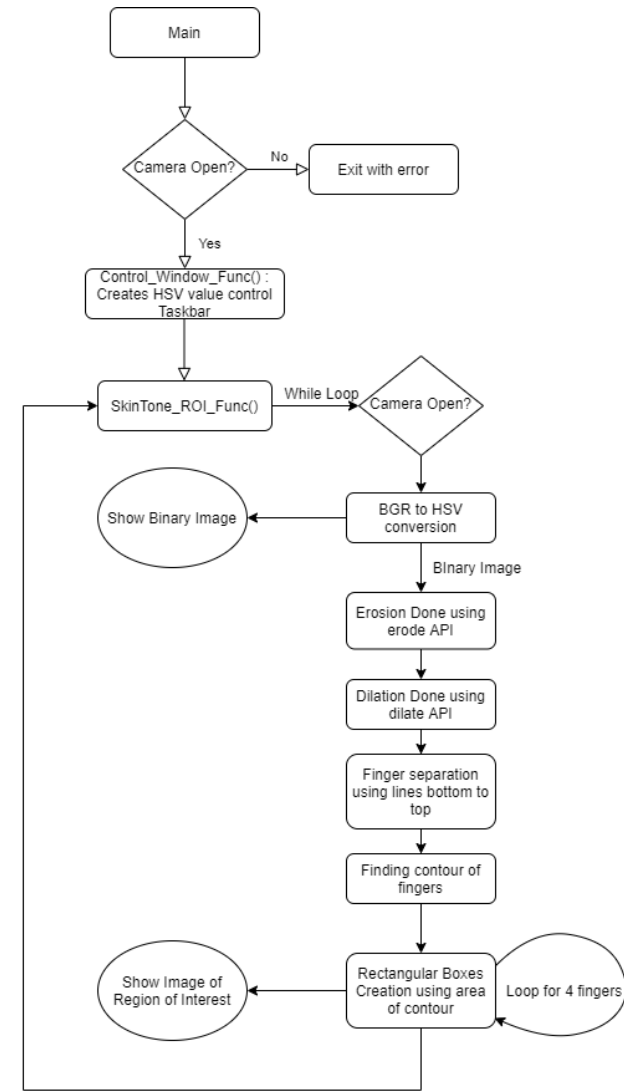 Main
Camera Open?
No
Exit with error
Yes
Control_Window_Func() :
Creates HSV value control
Taskbar
SkinTone_ROI_Func()
While Loop
Camera Open?
Show Binary Image
BGR to HSV
conversion
BInary Image
Erosion Done using
erode API
Dilation Done using
dilate API
Finger separation
using lines bottom to
top
Finding contour of
fingers
Show Image of
Region of Interest
Rectangular Boxes
Creation using area
of contour
Loop for 4 fingers